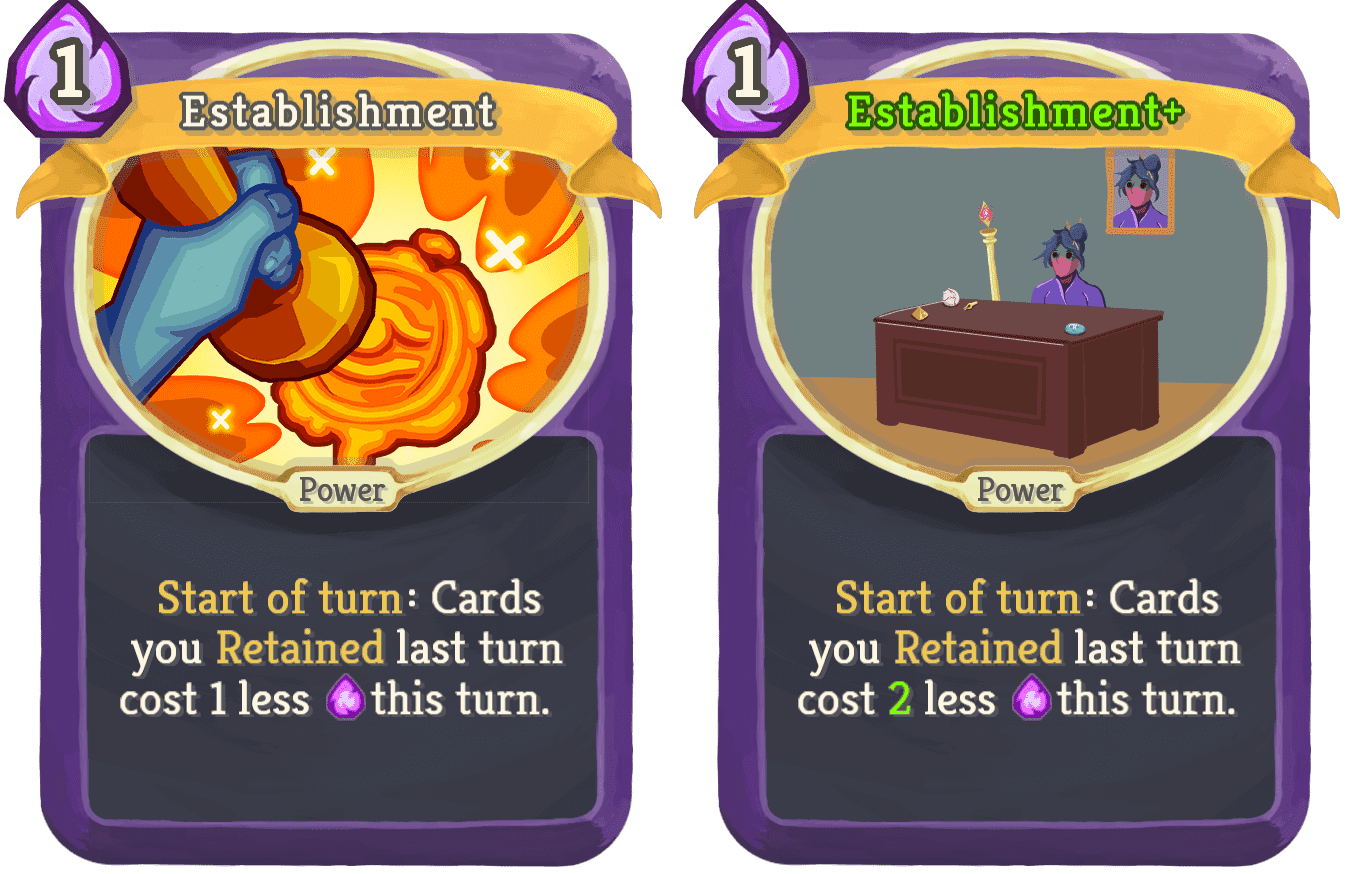 1
Establishment
Power
Start of turn: Cards
you Retained last turn
cost 1 less this turn.
1
Establishment+
Power
Start of turn: Cards
you Retained last turn
cost 2 less this turn.